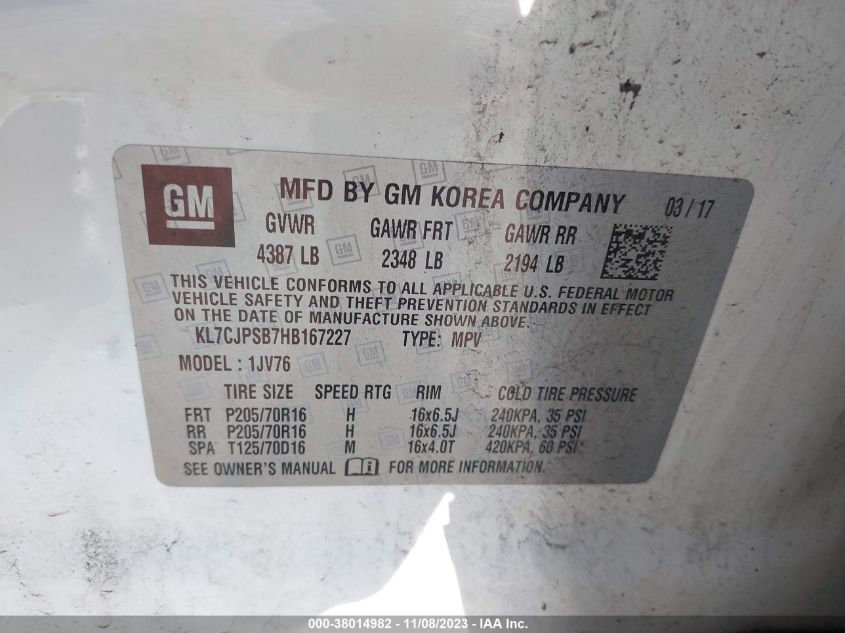 GM
MFD BY GM KOREA COMPANY 03/17
GVWR GAWR FRT GAWR RR
4387 LB 2348 LB 2194 LB
THIS VEHICLE CONFORMS TO ALL APPLICABLE U.S. FEDERAL MOTOR
VEHICLE SAFETY AND THEFT PREVENTION STANDARDS IN EFFECT
ON THE DATE OF MANUFACTURE SHOWN ABOVE.
KL7CJPSB7HB167227 TYPE: MPV
MODEL : 1JV76
TIRE SIZE SPEED RTG RIM COLD TIRE PRESSURE
FRT P205/70R16 H 16x6.5J 240KPA, 35 PSI
RR P205/70R16 H 16x6.5J 240KPA, 35 PSI
SPA T125/70D16 M 16x4.0T 420KPA, 60 PSI
SEE OWNER'S MANUAL FOR MORE INFORMATION.
000-38014982 - 11/08/2023 - IAA Inc.